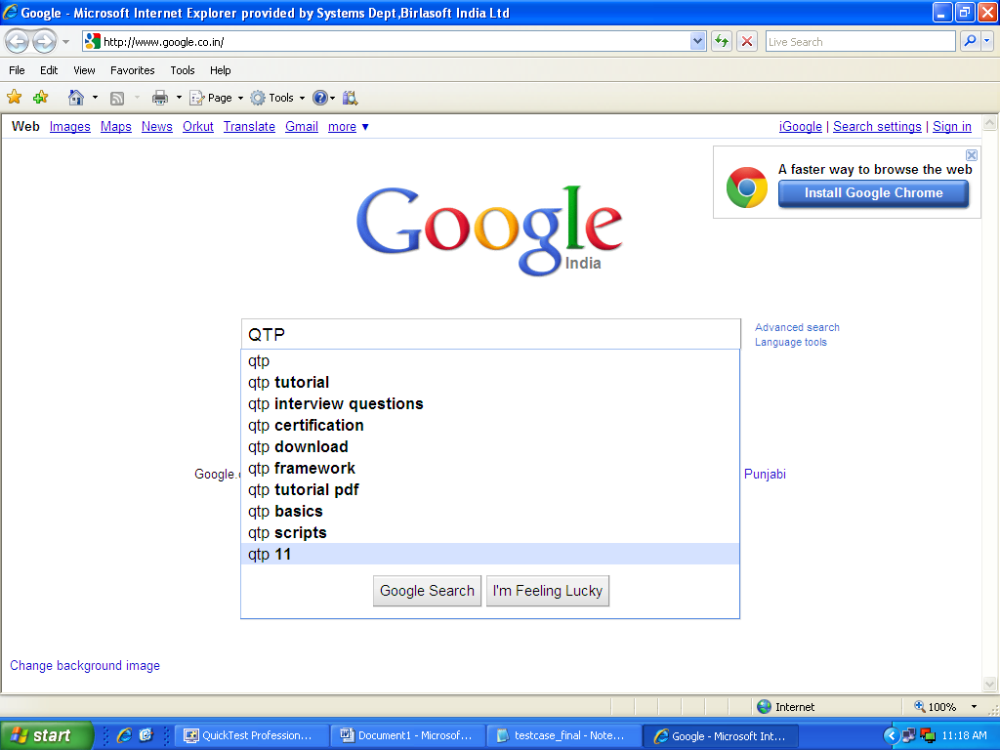 Google - Microsoft Internet Explorer provided by Systems Dept,Birlasoft India Ltd
http://www.google.co.in/
Live Search
File Edit View Favorites Tools Help
Page Tools
Web Images Maps News Orkut Translate Gmail more ▼
iGoogle | Search settings | Sign in
A faster way to browse the web
Install Google Chrome
Google
India
QTP
Advanced search
Language tools
qtp
qtp tutorial
qtp interview questions
qtp certification
qtp download
qtp framework
qtp tutorial pdf
qtp basics
qtp scripts
qtp 11
Google.
Punjabi
Google Search I'm Feeling Lucky
Change background image
Internet 100%
start QuickTest Profession... Document1 - Microsof... testcase_final - Note... Google - Microsoft Int... 11:18 AM